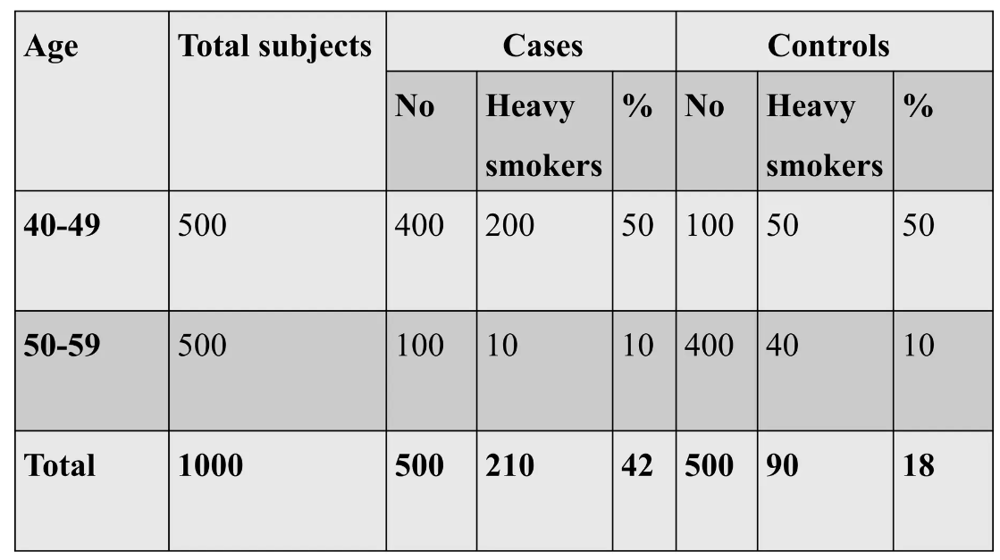 Age Total subjects Cases Controls
No Heavy smokers % No Heavy smokers %
40-49 500 400 200 50 100 50 50
50-59 500 100 10 10 400 40 10
Total 1000 500 210 42 500 90 18